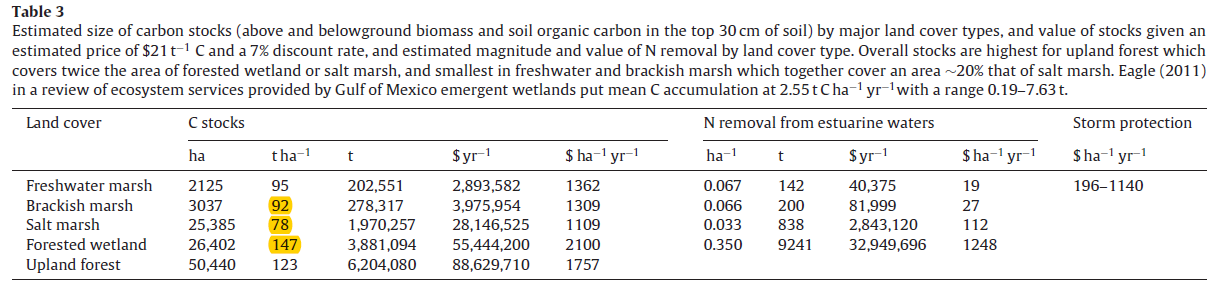 Table 3
Estimated size of carbon stocks (above and belowground biomass and soil organic carbon in the top 30 cm of soil) by major land cover types, and value of stocks given an
estimated price of $21 t⁻¹ C and a 7% discount rate, and estimated magnitude and value of N removal by land cover type. Overall stocks are highest for upland forest which
covers twice the area of forested wetland or salt marsh, and smallest in freshwater and brackish marsh which together cover an area ~20% that of salt marsh. Eagle (2011)
in a review of ecosystem services provided by Gulf of Mexico emergent wetlands put mean C accumulation at 2.55 t C ha⁻¹ yr⁻¹with a range 0.19–7.63 t.
Land cover C stocks N removal from estuarine waters Storm protection
ha t ha⁻¹ t $ yr⁻¹ $ ha⁻¹ yr⁻¹ ha⁻¹ t $ yr⁻¹ $ ha⁻¹ yr⁻¹ $ ha⁻¹ yr⁻¹
Freshwater marsh 2125 95 202,551 2,893,582 1362 0.067 142 40,375 19 196–1140
Brackish marsh 3037 92 278,317 3,975,954 1309 0.066 200 81,999 27
Salt marsh 25,385 78 1,970,257 28,146,525 1109 0.033 838 2,843,120 112
Forested wetland 26,402 147 3,881,094 55,444,200 2100 0.350 9241 32,949,696 1248
Upland forest 50,440 123 6,204,080 88,629,710 1757